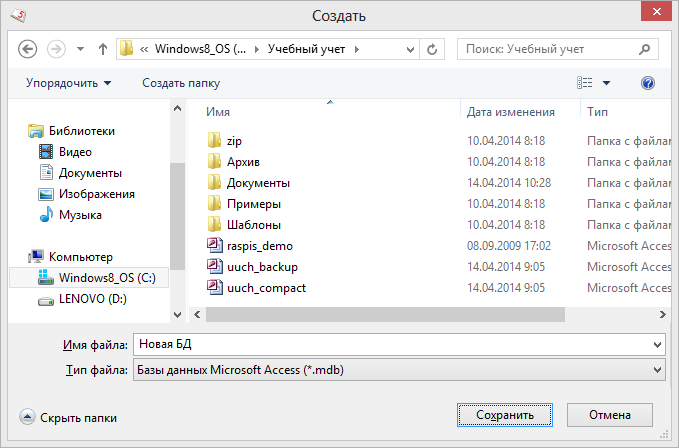 Создать
« Windows8_OS (... Учебный учет
Поиск: Учебный учет
Упорядочить Создать папку
Имя Дата изменения Тип
Библиотеки
Видео
Документы
Изображения
Музыка
Компьютер
Windows8_OS (C:)
LENOVO (D:)
zip 10.04.2014 8:18 Папка с файлам
Архив 10.04.2014 8:18 Папка с файлам
Документы 14.04.2014 10:28 Папка с файлам
Примеры 10.04.2014 8:18 Папка с файлам
Шаблоны 10.04.2014 8:18 Папка с файлам
raspis_demo 08.09.2009 17:02 Microsoft Acces
uuch_backup 14.04.2014 9:05 Microsoft Acces
uuch_compact 14.04.2014 9:05 Microsoft Acces
Имя файла: Новая БД
Тип файла: Базы данных Microsoft Access (*.mdb)
Скрыть папки Сохранить Отмена